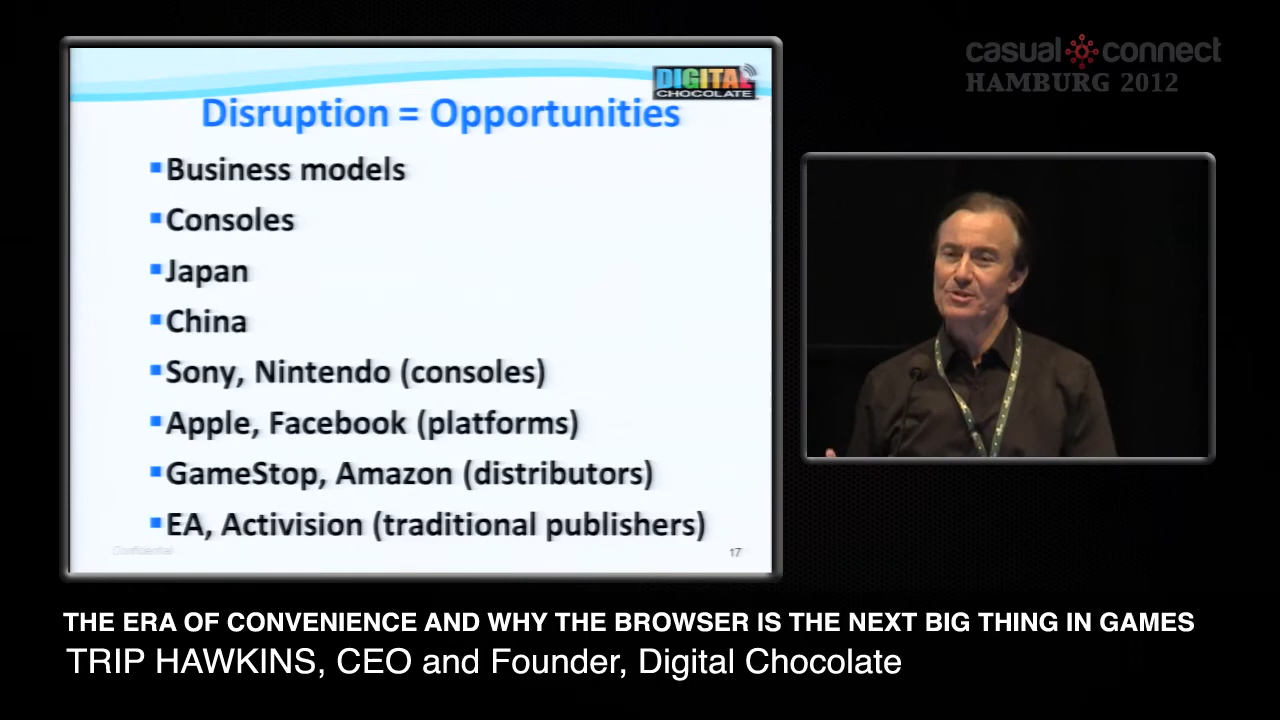 casual connect
HAMBURG 2012
DIGITAL
CHOCOLATE
Disruption = Opportunities
Business models
Consoles
Japan
China
Sony, Nintendo (consoles)
Apple, Facebook (platforms)
GameStop, Amazon (distributors)
EA, Activision (traditional publishers)
Confidential
17
THE ERA OF CONVENIENCE AND WHY THE BROWSER IS THE NEXT BIG THING IN GAMES
TRIP HAWKINS, CEO and Founder, Digital Chocolate